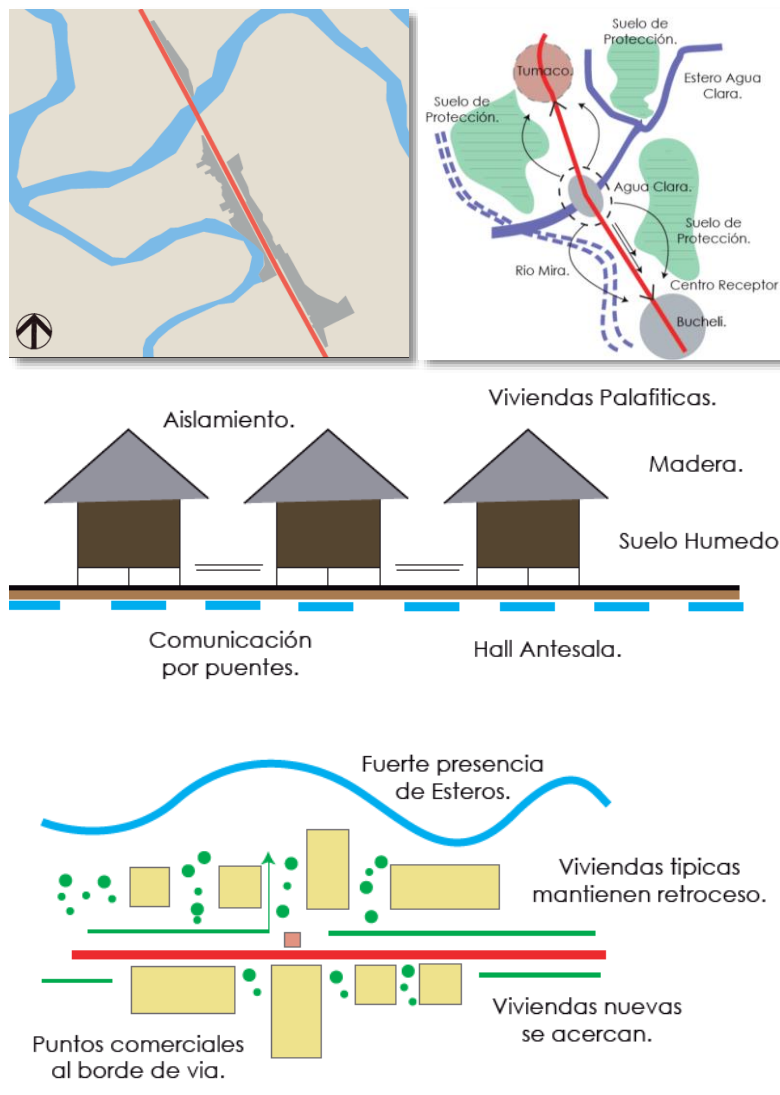 Suelo de
Protección.
Tumaco.
Estero Agua
Clara.
Suelo de
Protección.
Agua Clara.
Suelo de
Protección.
Rio Mira.
Centro Receptor
Bucheli.
Viviendas Palafiticas.
Aislamiento.
Madera.
Suelo Humedo
Comunicación
por puentes.
Hall Antesala.
Fuerte presencia
de Esteros.
Viviendas tipicas
mantienen retroceso.
Viviendas nuevas
se acercan.
Puntos comerciales
al borde de via.